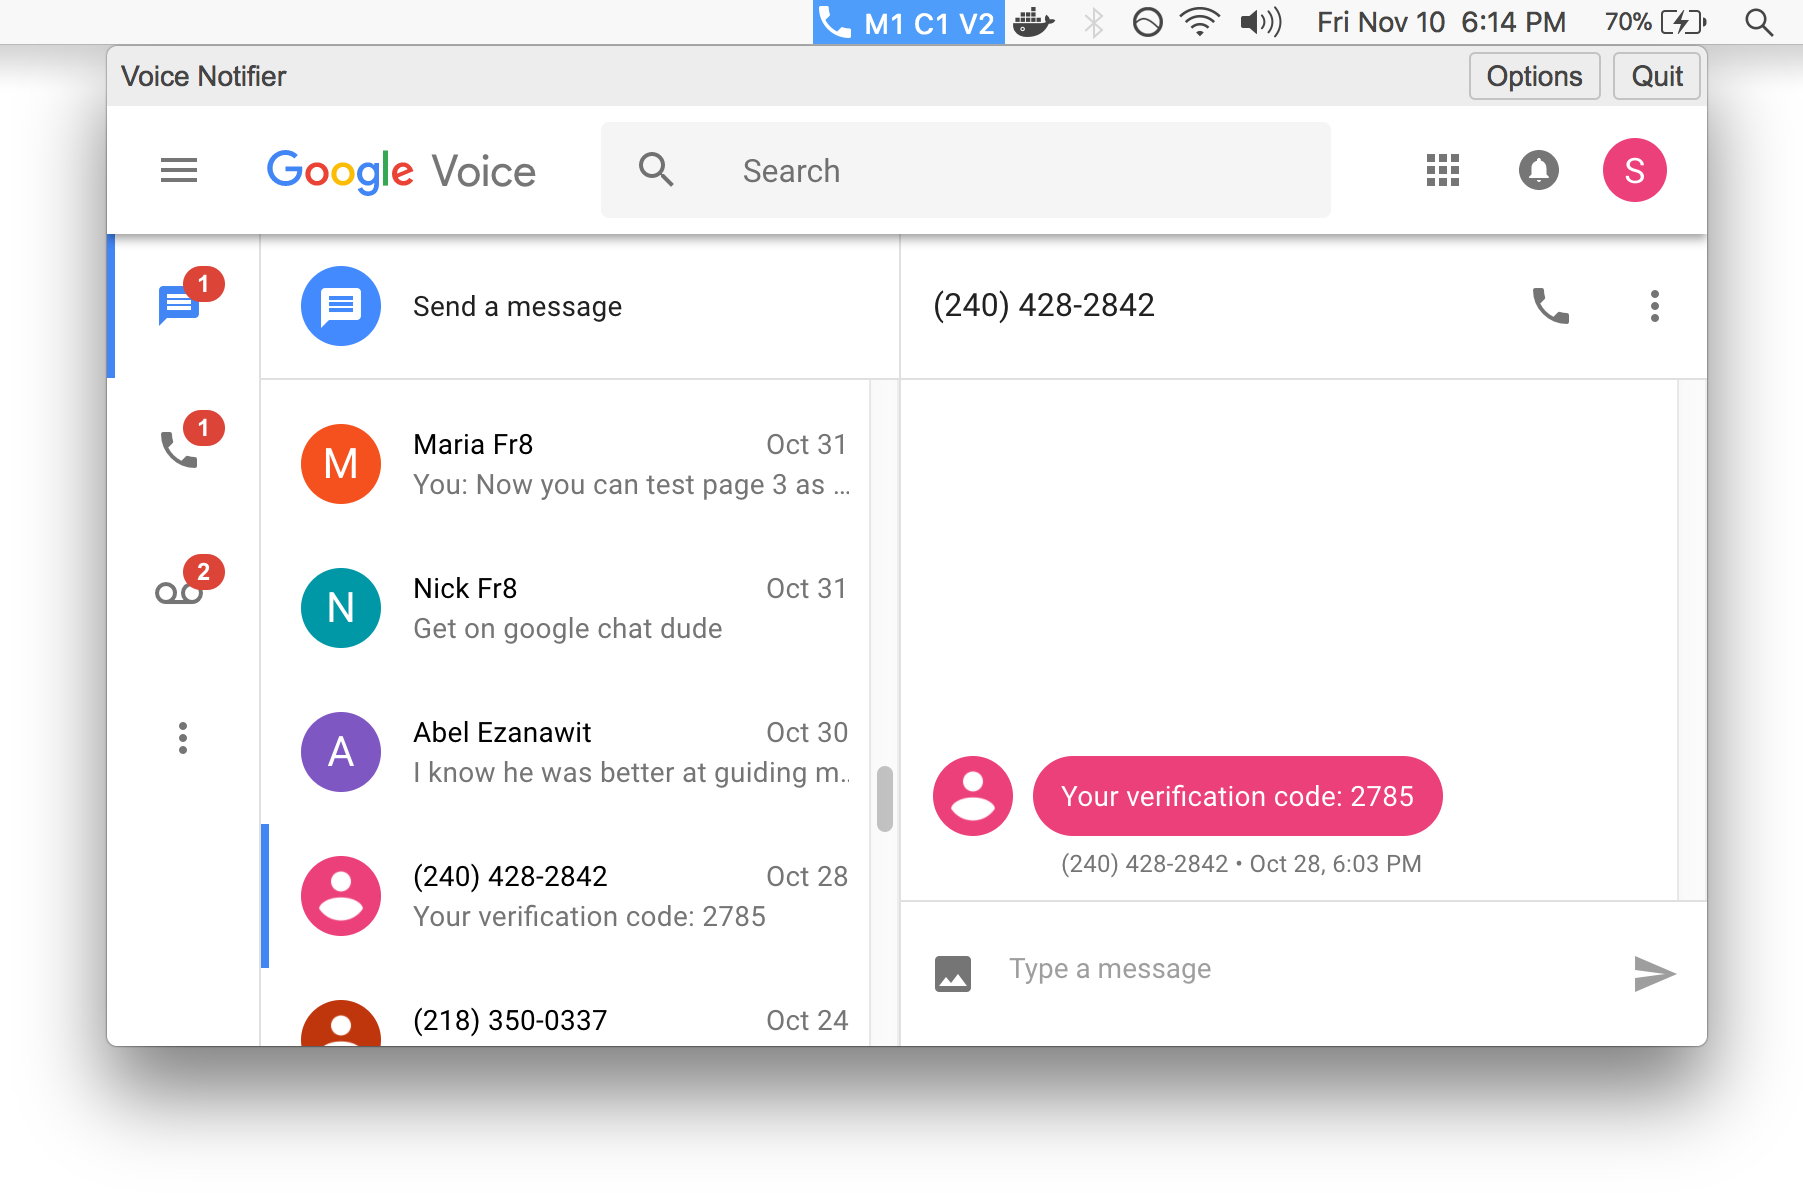 M1 C1 V2
Fri Nov 10 6:14 PM
70%
Voice Notifier
Options
Quit
Google Voice
Search
S
1
1
2
Send a message
M
Maria Fr8
Oct 31
You: Now you can test page 3 as ...
N
Nick Fr8
Oct 31
Get on google chat dude
A
Abel Ezanawit
Oct 30
I know he was better at guiding m..
(240) 428-2842
Oct 28
Your verification code: 2785
(218) 350-0337
Oct 24
(240) 428-2842
Your verification code: 2785
(240) 428-2842 • Oct 28, 6:03 PM
Type a message